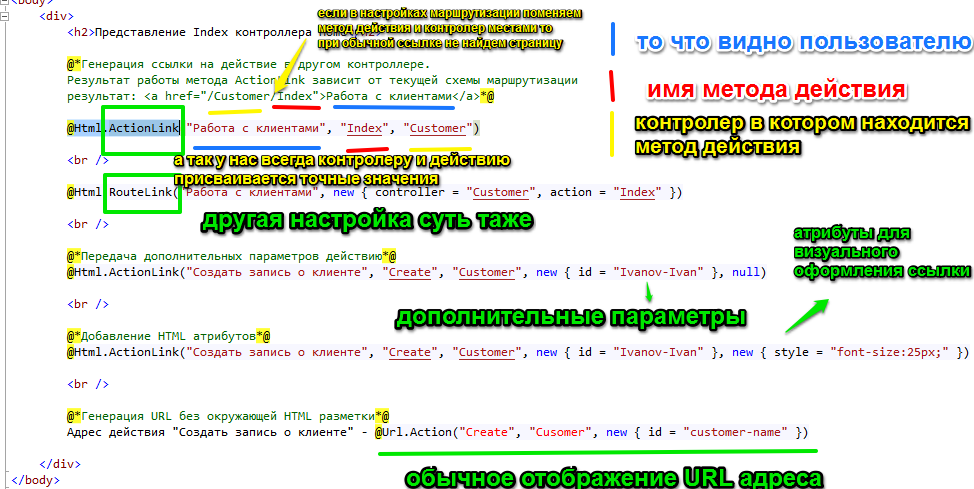 <body>
<div>
<h2>Представление Index контроллера Home
если в настройках маршрутизации поменяем
метод действия и контролер местами то
при обычной ссылке не найдем страницу
то что видно пользователю
имя метода действия
контролер в котором находится
метод действия
@*Генерация ссылки на действие в другом контроллере.
Результат работы метода ActionLink зависит от текущей схемы маршрутизации
результат: <a href="/Customer/Index">Работа с клиентами</a>*@
@Html.ActionLink("Работа с клиентами", "Index", "Customer")
<br />
а так у нас всегда контролеру и действию
присваивается точные значения
@Html.RouteLink("Работа с клиентами", new { controller = "Customer", action = "Index" })
другая настройка суть таже
<br />
атрибуты для
визуального
оформления ссылки
@*Передача дополнительных параметров действию*@
@Html.ActionLink("Создать запись о клиенте", "Create", "Customer", new { id = "Ivanov-Ivan" }, null)
<br />
дополнительные параметры
@*Добавление HTML атрибутов*@
@Html.ActionLink("Создать запись о клиенте", "Create", "Customer", new { id = "Ivanov-Ivan" }, new { style = "font-size:25px;" })
<br />
@*Генерация URL без окружающей HTML разметки*@
Адрес действия "Создать запись о клиенте" - @Url.Action("Create", "Cusomer", new { id = "customer-name" })
</div>
</body>
обычное отображение URL адреса